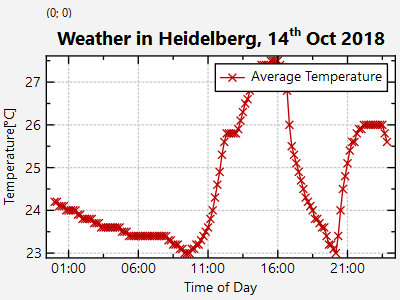 (0; 0)
Weather in Heidelberg, 14th Oct 2018
Average Temperature
Temperature[°C]
27
26
25
24
23
01:00 06:00 11:00 16:00 21:00
Time of Day